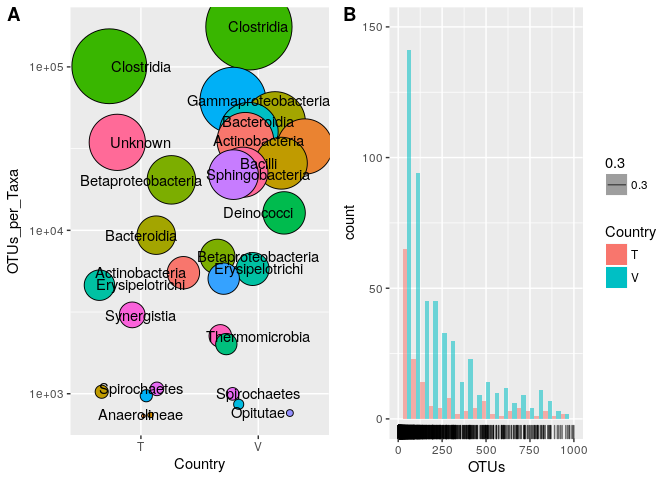 A
B
OTUs_per_Taxa
1e+05
1e+04
1e+03
Clostridia
Clostridia
Gammaproteobacteria
Bacteroidia
Actinobacteria
Unknown
Bacilli
Sphingobacteria
Betaproteobacteria
Deinococci
Bacteroidia
Betaproteobacteria
Actinobacteria
Erysipelotrichi
Erysipelotrichi
Synergistia
Thermomicrobia
Spirochaetes
Spirochaetes
Anaerolineae
Opitutae
T
V
Country
count
150
100
50
0
0
250
500
750
1000
OTUs
0.3
0.3
Country
T
V